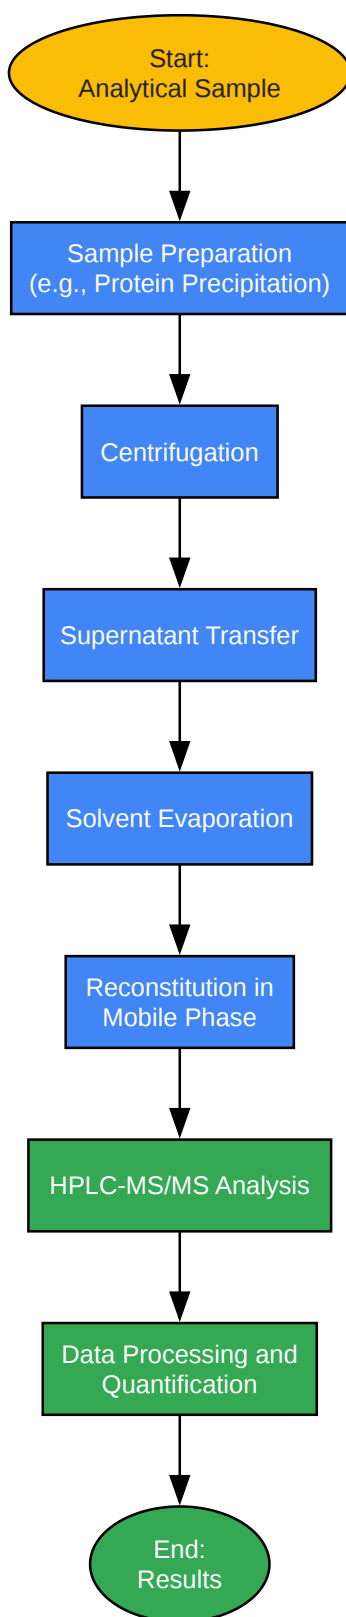 Start:
Analytical Sample
Sample Preparation
(e.g., Protein Precipitation)
Centrifugation
Supernatant Transfer
Solvent Evaporation
Reconstitution in
Mobile Phase
HPLC-MS/MS Analysis
Data Processing and
Quantification
End:
Results